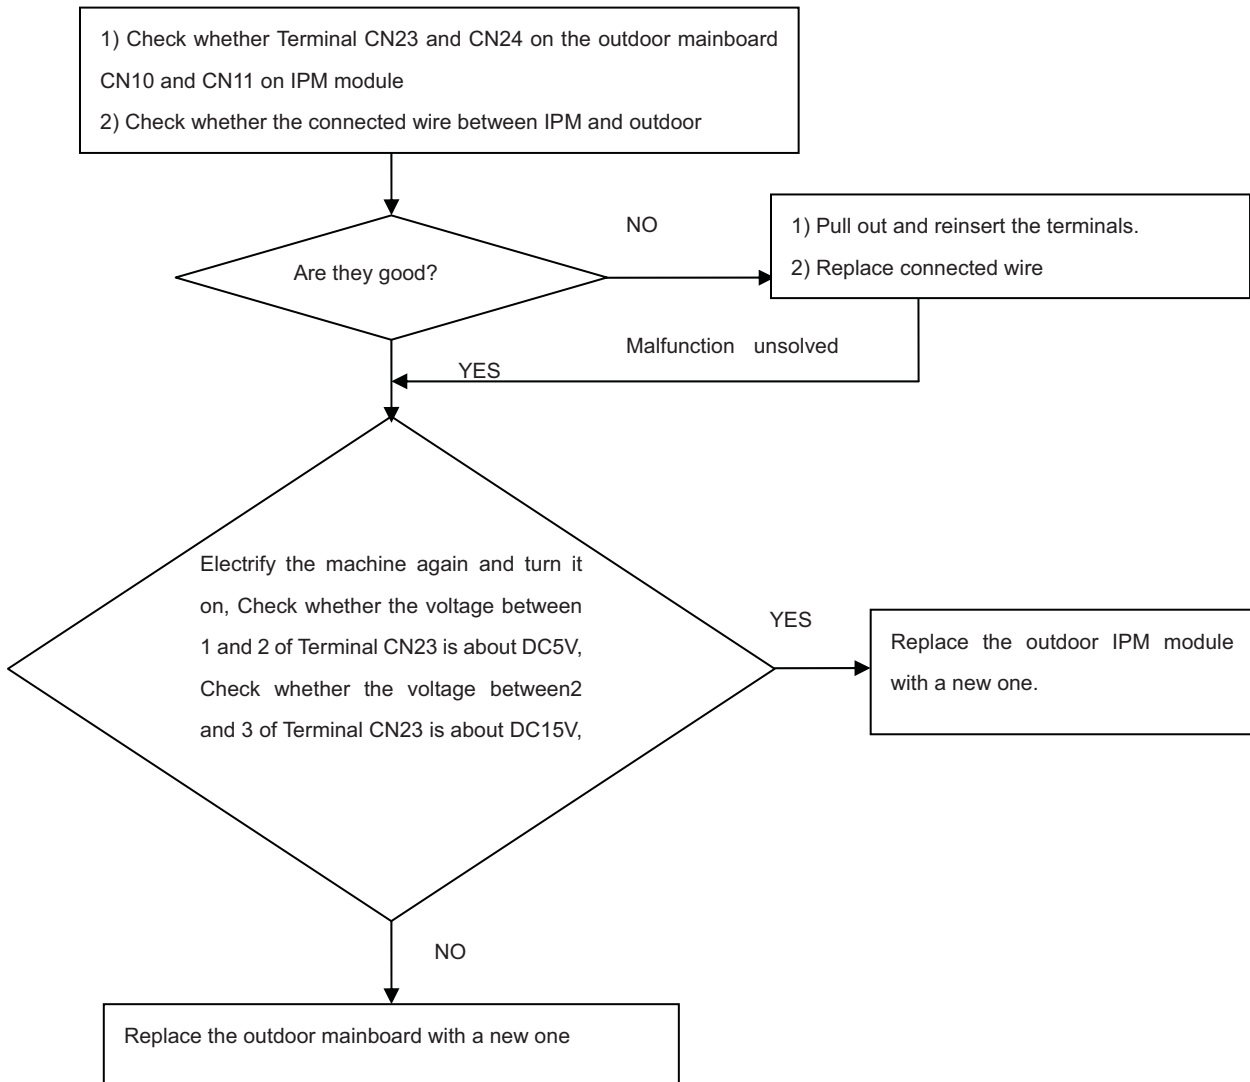 1) Check whether Terminal CN23 and CN24 on the outdoor mainboard
CN10 and CN11 on IPM module
2) Check whether the connected wire between IPM and outdoor
Are they good?
NO
1) Pull out and reinsert the terminals.
2) Replace connected wire
Malfunction unsolved
YES
Electrify the machine again and turn it
on, Check whether the voltage between
1 and 2 of Terminal CN23 is about DC5V,
Check whether the voltage between2
and 3 of Terminal CN23 is about DC15V,
YES
Replace the outdoor IPM module
with a new one.
NO
Replace the outdoor mainboard with a new one